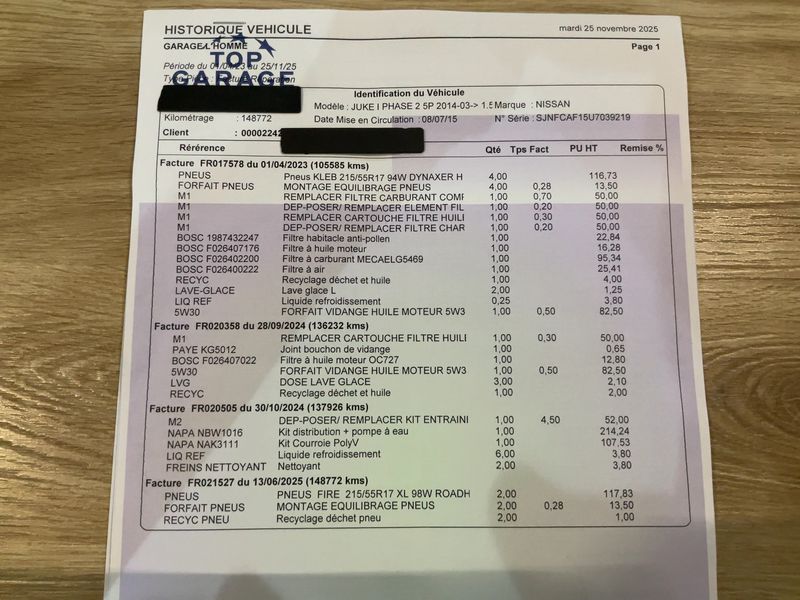 HISTORIQUE VEHICULE
mardi 25 novembre 2025
GARAGE L'HOMME
Page 1
TOP GARAGE
Période du 01/04/23 au 25/11/25
Identification du Véhicule
Modèle : JUKE I PHASE 2 5P 2014-03-> 1.5 Marque : NISSAN
Kilométrage : 148772 Date Mise en Circulation : 08/07/15 N° Série : SJNFCAF15U7039219
Client : 00002242
Rérérence Qté Tps Fact PU HT Remise %
Facture FR017578 du 01/04/2023 (105585 kms)
PNEUS Pneus KLEB 215/55R17 94W DYNAXER H 4,00 116,73
FORFAIT PNEUS MONTAGE EQUILIBRAGE PNEUS 4,00 0,28 13,50
M1 REMPLACER FILTRE CARBURANT COMF 1,00 0,70 50,00
M1 DEP-POSER/ REMPLACER ELEMENT FIL 1,00 0,20 50,00
M1 REMPLACER CARTOUCHE FILTRE HUILI 1,00 0,30 50,00
M1 DEP-POSER/ REMPLACER FILTRE CHAR 1,00 0,20 50,00
BOSC 1987432247 Filtre habitacle anti-pollen 1,00 22,84
BOSC F026407176 Filtre à huile moteur 1,00 16,28
BOSC F026402200 Filtre à carburant MECAELG5469 1,00 95,34
BOSC F026400222 Filtre à air 1,00 25,41
RECYC Recyclage déchet et huile 1,00 4,00
LAVE-GLACE Lave glace L 2,00 1,25
LIQ REF Liquide refroidissement 0,25 3,80
5W30 FORFAIT VIDANGE HUILE MOTEUR 5W3 1,00 0,50 82,50
Facture FR020358 du 28/09/2024 (136232 kms)
M1 REMPLACER CARTOUCHE FILTRE HUILI 1,00 0,30 50,00
PAYE KG5012 Joint bouchon de vidange 1,00 0,65
BOSC F026407022 Filtre à huile moteur OC727 1,00 12,80
5W30 FORFAIT VIDANGE HUILE MOTEUR 5W3 1,00 0,50 82,50
LVG DOSE LAVE GLACE 3,00 2,10
RECYC Recyclage déchet et huile 1,00 2,00
Facture FR020505 du 30/10/2024 (137926 kms)
M2 DEP-POSER/ REMPLACER KIT ENTRAINI 1,00 4,50 52,00
NAPA NBW1016 Kit distribution + pompe à eau 1,00 214,24
NAPA NAK3111 Kit Courroie PolyV 1,00 107,53
LIQ REF Liquide refroidissement 6,00 3,80
FREINS NETTOYANT Nettoyant 2,00 3,80
Facture FR021527 du 13/06/2025 (148772 kms)
PNEUS PNEUS FIRE 215/55R17 XL 98W ROADH 2,00 117,83
FORFAIT PNEUS MONTAGE EQUILIBRAGE PNEUS 2,00 0,28 13,50
RECYC PNEU Recyclage déchet pneu 2,00 1,00